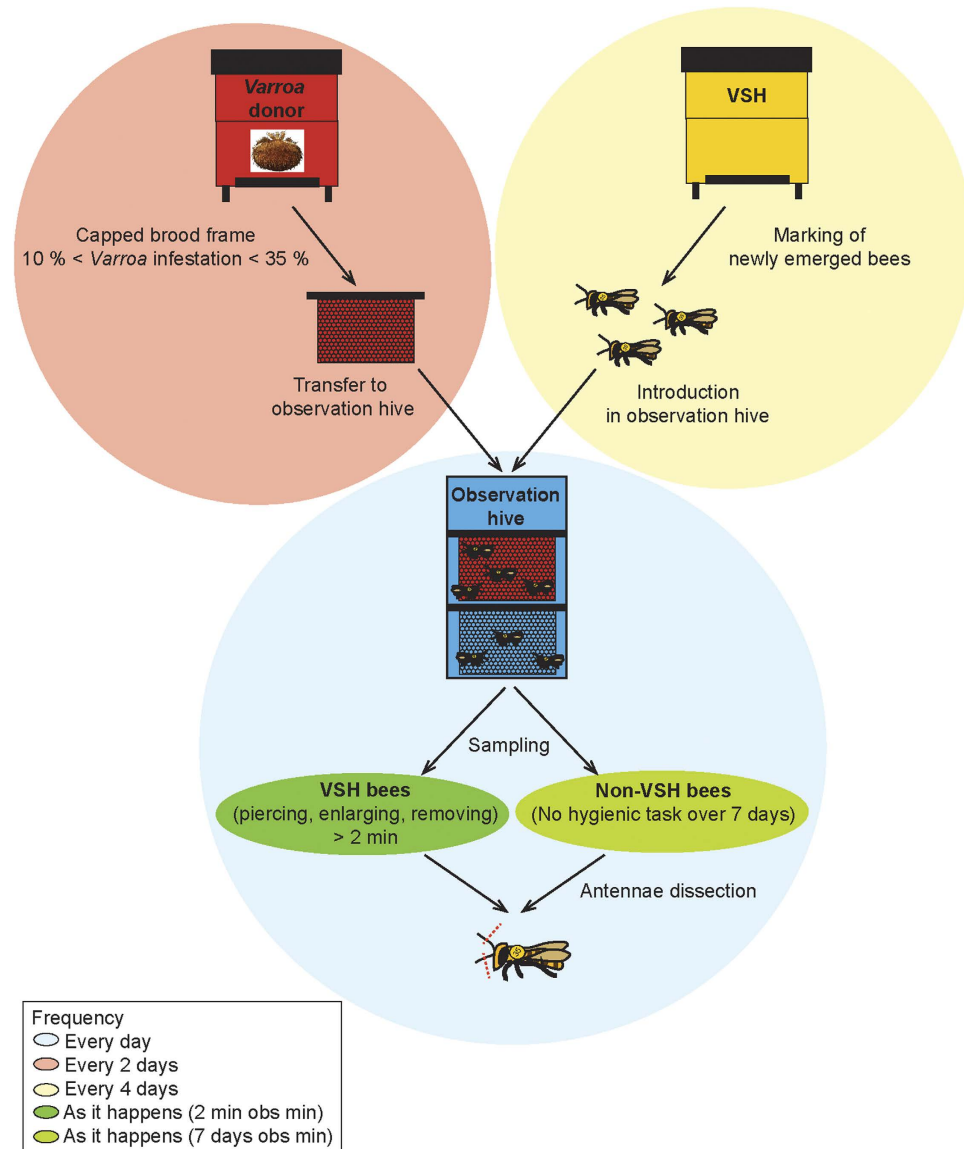 Varroa
donor
VSH
Capped brood frame
10 % < Varroa infestation < 35 %
Marking of
newly emerged bees
Transfer to
observation hive
Introduction
in observation hive
Observation
hive
Sampling
VSH bees
(piercing, enlarging, removing)
> 2 min
Non-VSH bees
(No hygienic task over 7 days)
Antennae dissection
Frequency
Every day
Every 2 days
Every 4 days
As it happens (2 min obs min)
As it happens (7 days obs min)